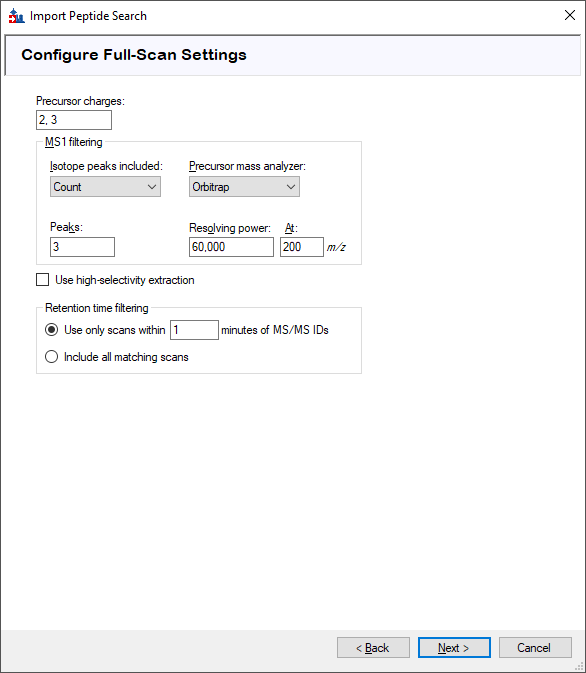 Import Peptide Search
Configure Full-Scan Settings
Precursor charges:
2, 3
MS1 filtering
Isotope peaks included: Precursor mass analyzer:
Count Orbitrap
Peaks: Resolving power: At:
3 60,000 200 m/z
Use high-selectivity extraction
Retention time filtering
Use only scans within 1 minutes of MS/MS IDs
Include all matching scans
< Back Next > Cancel